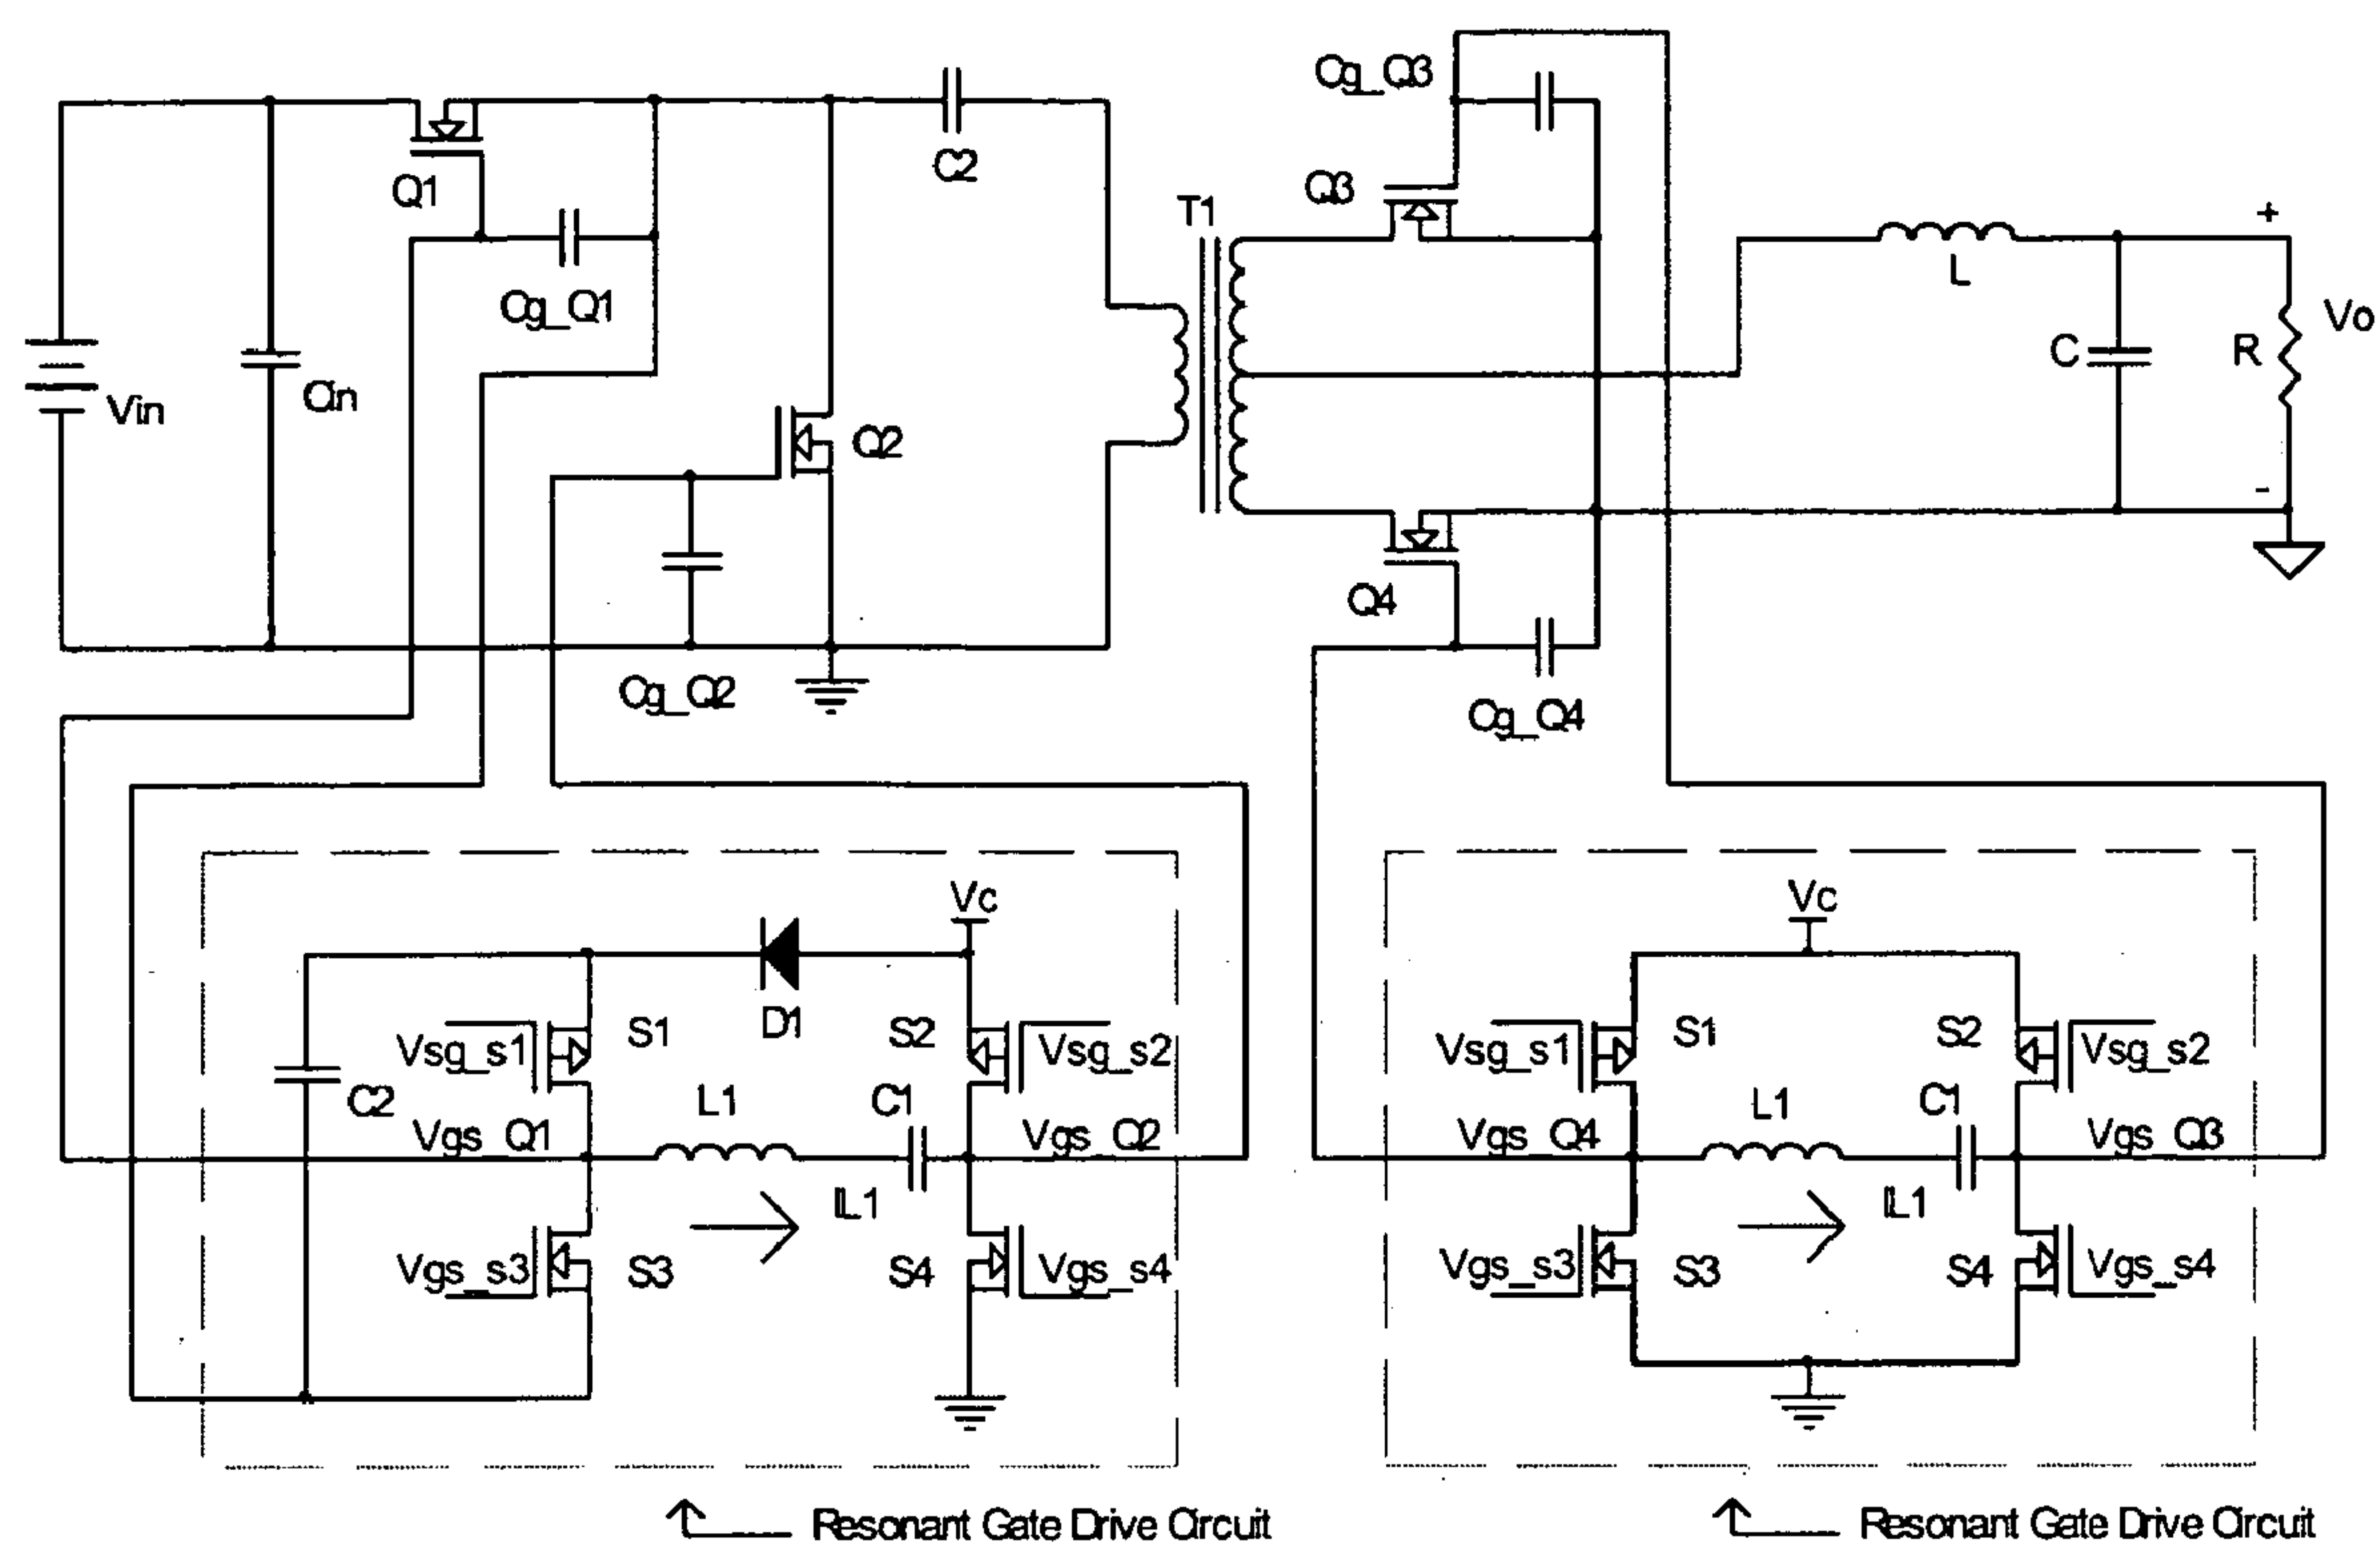 Cg_Q3
C2
Q1
Q3
T1
+
Cg_Q1
L
Vo
Vin
Cin
Q2
C
R
-
Q4
Cg_Q2
Cg_Q4
Vc
Vc
D1
Vsg_s1
S1
S2
Vsg_s2
Vsg_s1
S1
S2
Vsg_s2
C2
L1
C1
L1
C1
Vgs_Q1
Vgs_Q2
Vgs_Q4
Vgs_Q3
IL1
IL1
Vgs_s3
S3
S4
Vgs_s4
Vgs_s3
S3
S4
Vgs_s4
Resonant Gate Drive Circuit
Resonant Gate Drive Circuit